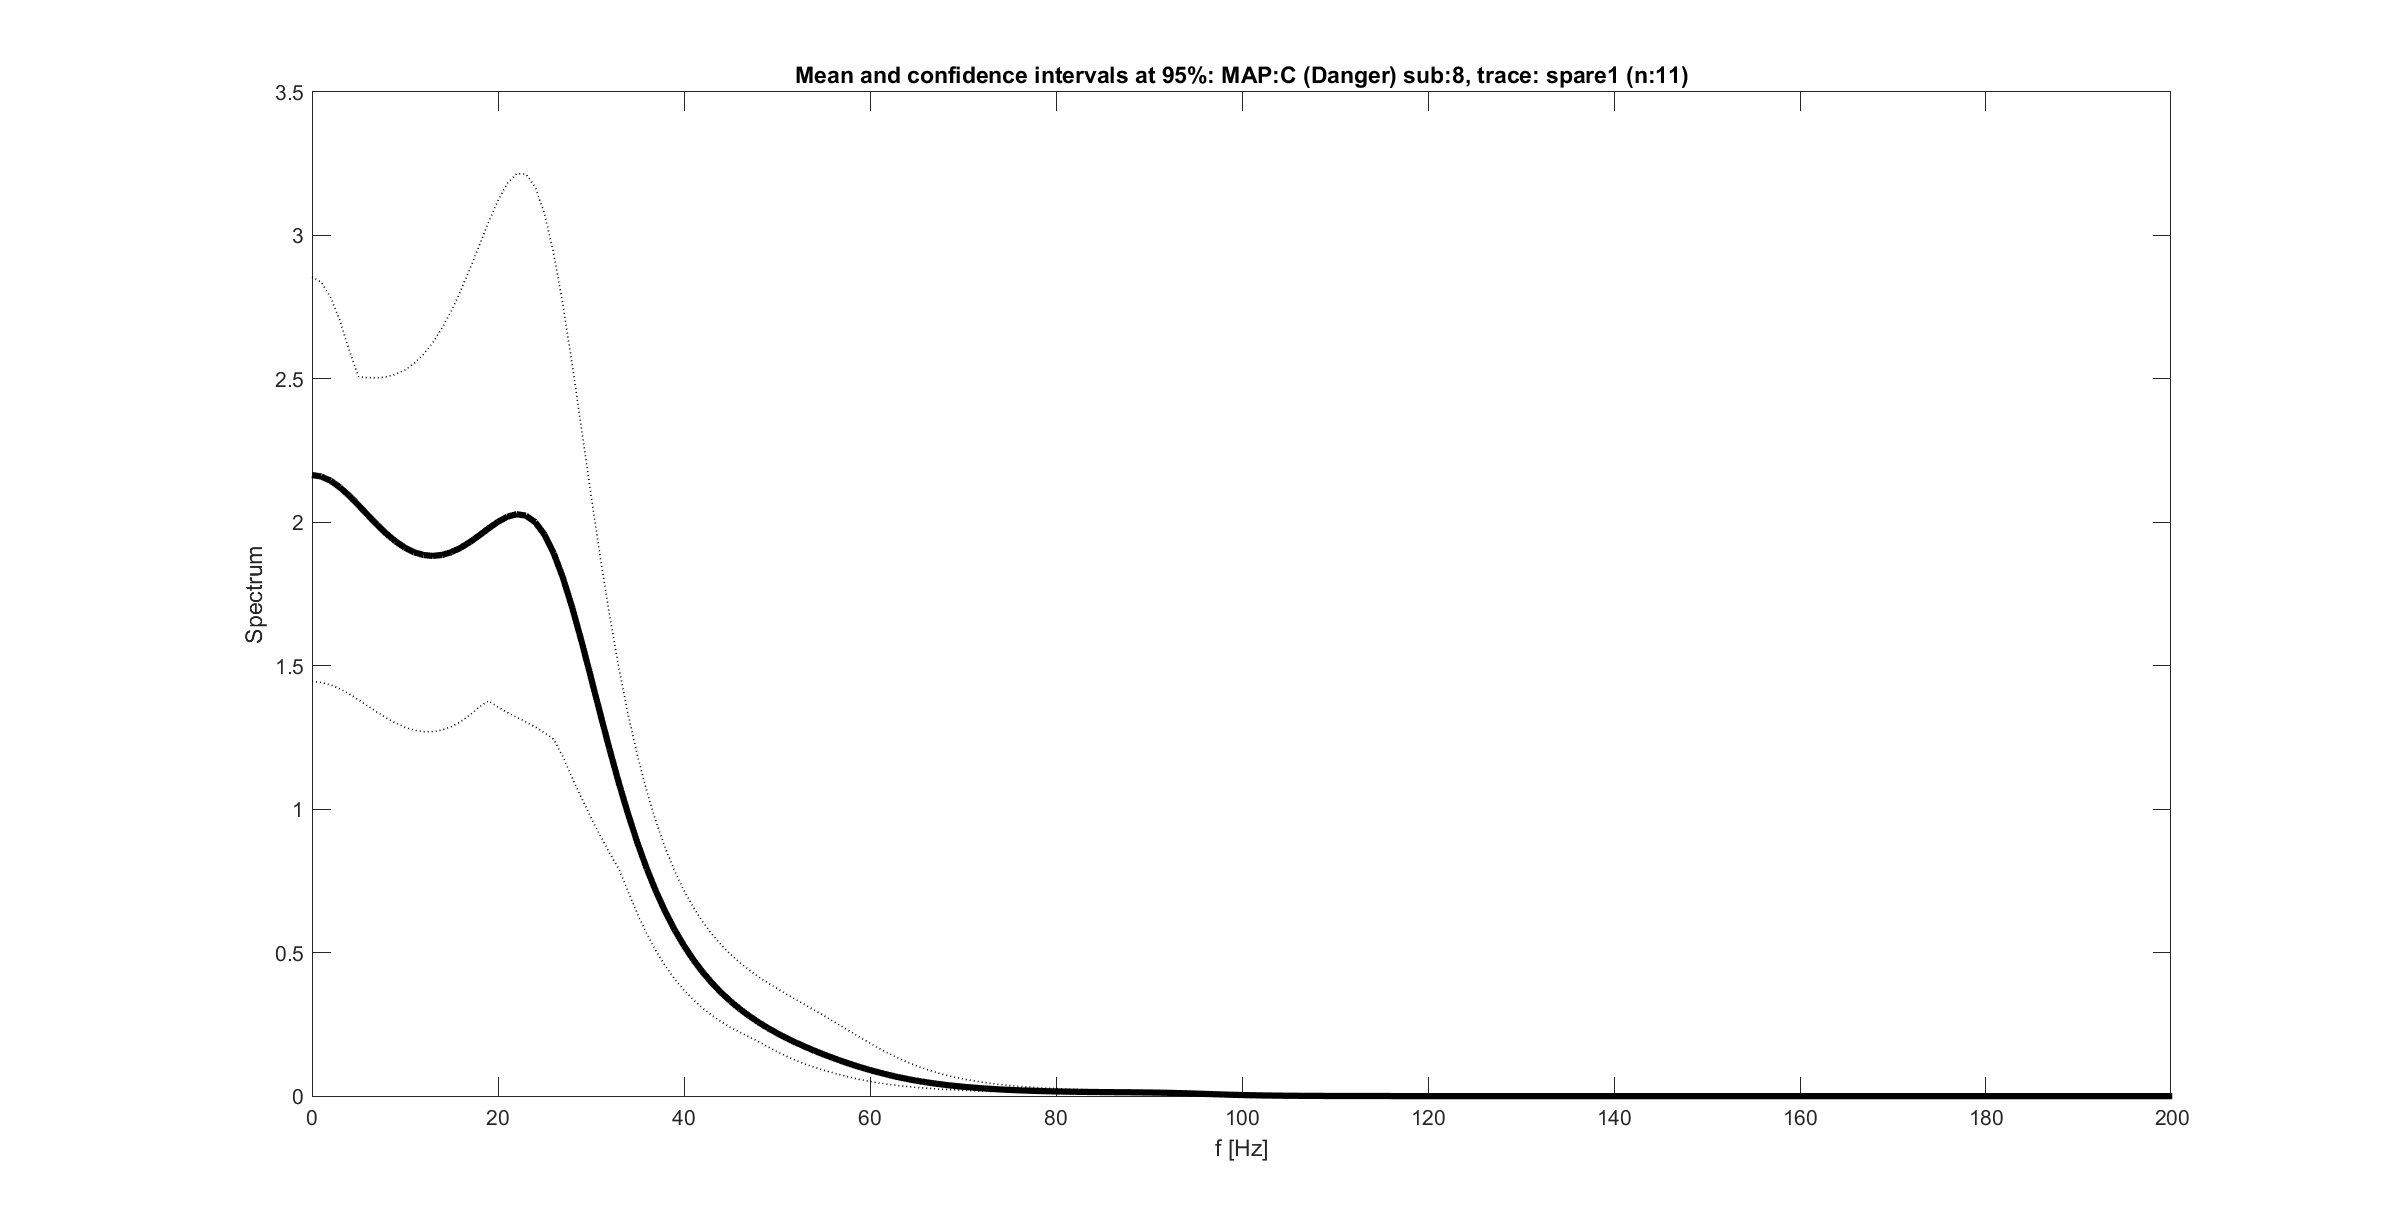 Mean and confidence intervals at 95%: MAP:C (Danger) sub:8, trace: spare1 (n:11)
3.5
3
2.5
2
1.5
1
0.5
0
Spectrum
0 20 40 60 80 100 120 140 160 180 200
f [Hz]